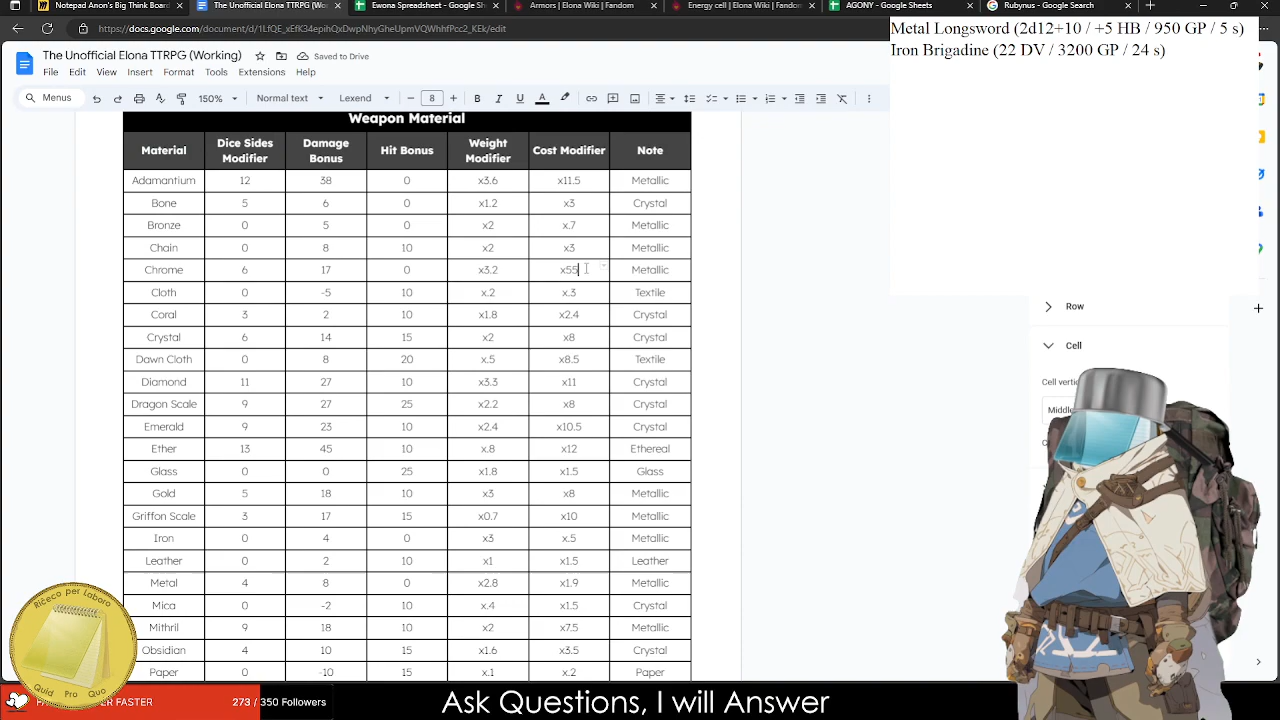 Notepad Anon's Big Think Board
The Unofficial Elona TTRPG (Wo
Ewona Spreadsheet - Google Sh
Armors | Elona Wiki | Fandom
Energy cell | Elona Wiki | Fandom
AGONY - Google Sheets
Rubynus - Google Search
https://docs.google.com/document/d/1LfQE_xEfK34epihQxDwpNhyGheUpmVGWhhfPcc2_KEk/edit
The Unofficial Elona TTRPG (Working)
Saved to Drive
File Edit View Insert Format Tools Extensions Help
Menus 150% Normal text Lexend 8 B I U A
Metal Longsword (2d12+10 / +5 HB / 950 GP / 5 s)
Iron Brigadine (22 DV / 3200 GP / 24 s)
Weapon Material
Material Dice Sides Modifier Damage Bonus Hit Bonus Weight Modifier Cost Modifier Note
Adamantium 12 38 0 x3.6 x11.5 Metallic
Bone 5 6 0 x1.2 x3 Crystal
Bronze 0 5 0 x2 x.7 Metallic
Chain 0 8 10 x2 x3 Metallic
Chrome 6 17 0 x3.2 x55 Metallic
Cloth 0 -5 10 x.2 x.3 Textile
Coral 3 2 10 x1.8 x2.4 Crystal
Crystal 6 14 15 x2 x8 Crystal
Dawn Cloth 0 8 20 x.5 x8.5 Textile
Diamond 11 27 10 x3.3 x11 Crystal
Dragon Scale 9 27 25 x2.2 x8 Crystal
Emerald 9 23 10 x2.4 x10.5 Crystal
Ether 13 45 10 x.8 x12 Ethereal
Glass 0 0 25 x1.8 x1.5 Glass
Gold 5 18 10 x3 x8 Metallic
Griffon Scale 3 17 15 x0.7 x10 Metallic
Iron 0 4 0 x3 x.5 Metallic
Leather 0 2 10 x1 x1.5 Leather
Metal 4 8 0 x2.8 x1.9 Metallic
Mica 0 -2 10 x.4 x1.5 Crystal
Mithril 9 18 10 x2 x7.5 Metallic
Obsidian 4 10 15 x1.6 x3.5 Crystal
Paper 0 -10 15 x.1 x.2 Paper
Row
Cell
Cell verti
Middle
Riĉeco per Laboro
Quid Pro Quo
FASTER
273 / 350 Followers
Ask Questions, I will Answer